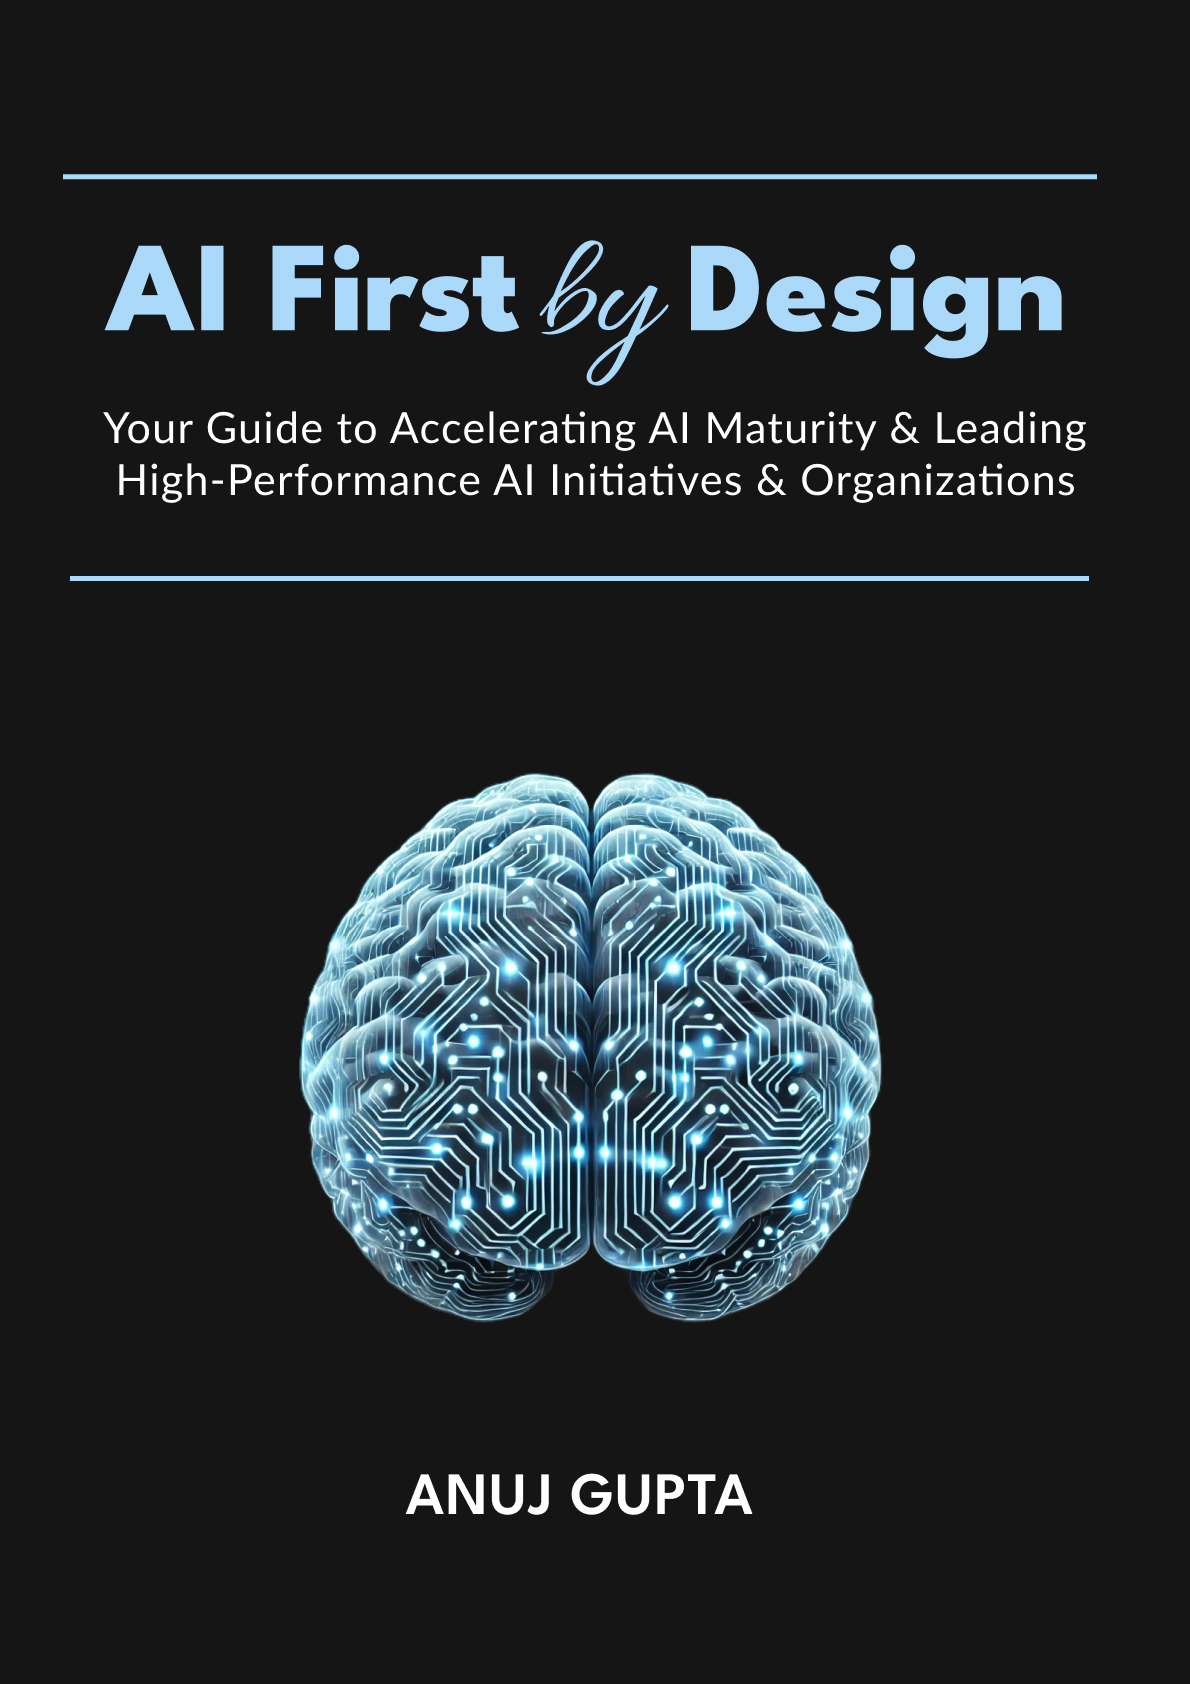 AI First by Design
Your Guide to Accelerating AI Maturity & Leading
High-Performance AI Initiatives & Organizations
ANUJ GUPTA